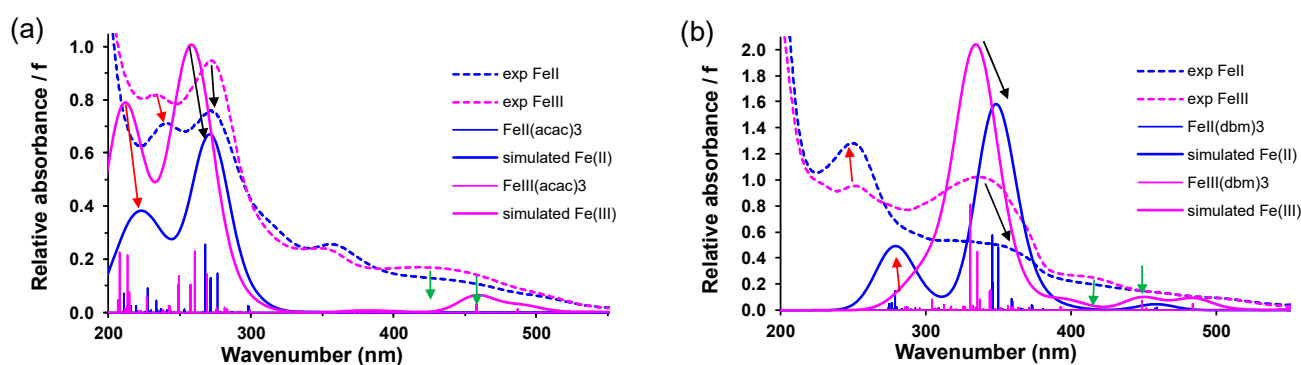 (a)
Relative absorbance / f
1.0
0.8
0.6
0.4
0.2
0.0
200
300
400
500
Wavenumber (nm)
exp FeII
exp FeIII
FeII(acac)3
simulated Fe(II)
FeIII(acac)3
simulated Fe(III)
(b)
Relative absorbance / f
2.0
1.8
1.6
1.4
1.2
1.0
0.8
0.6
0.4
0.2
0.0
200
300
400
500
Wavenumber (nm)
exp FeII
exp FeIII
FeII(dbm)3
simulated Fe(II)
FeIII(dbm)3
simulated Fe(III)